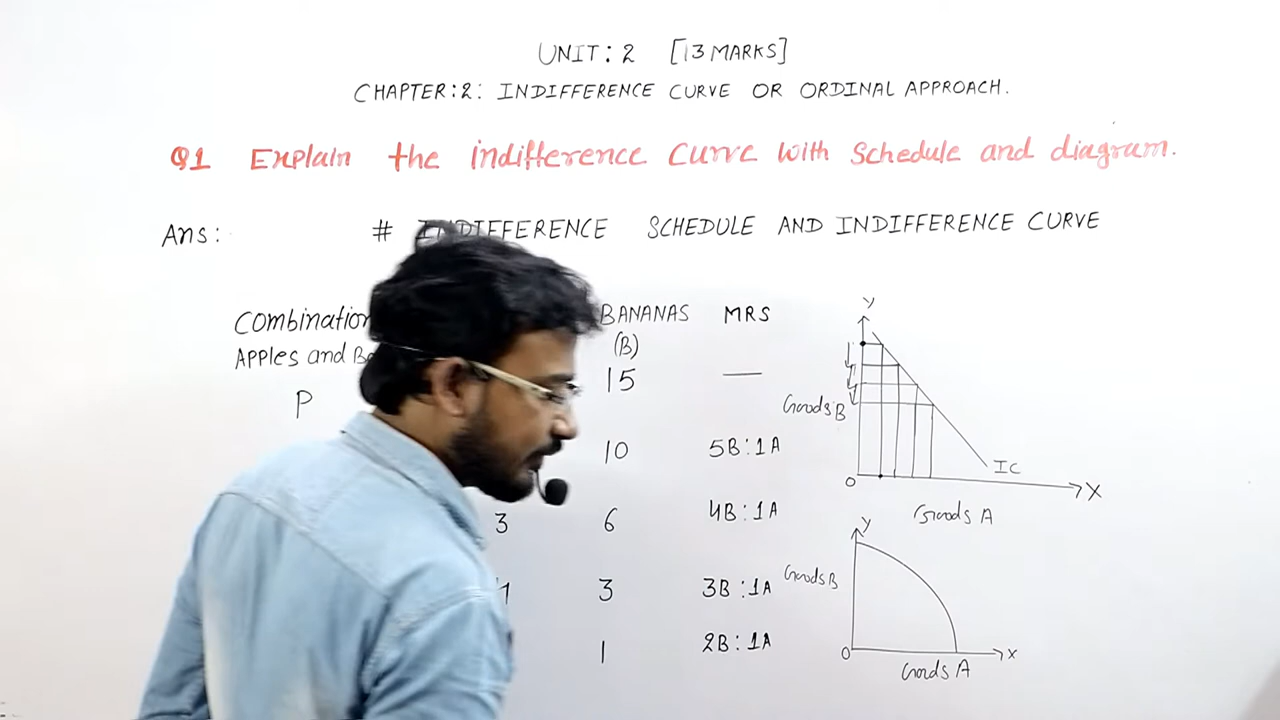 UNIT: 2 [13 MARKS]
CHAPTER:2: INDIFFERENCE CURVE OR ORDINAL APPROACH.
Q1 Explain the indifference Curve with Schedule and diagram.
Ans: # INDIFFERENCE SCHEDULE AND INDIFFERENCE CURVE
Combination BANANAS MRS
Apples and (B)
P 15 —
10 5B:1A
3 6 4B:1A
3 3B:1A
1 2B:1A
Y
Goods B
IC
O X
Goods A
Y
Goods B
O X
Goods A